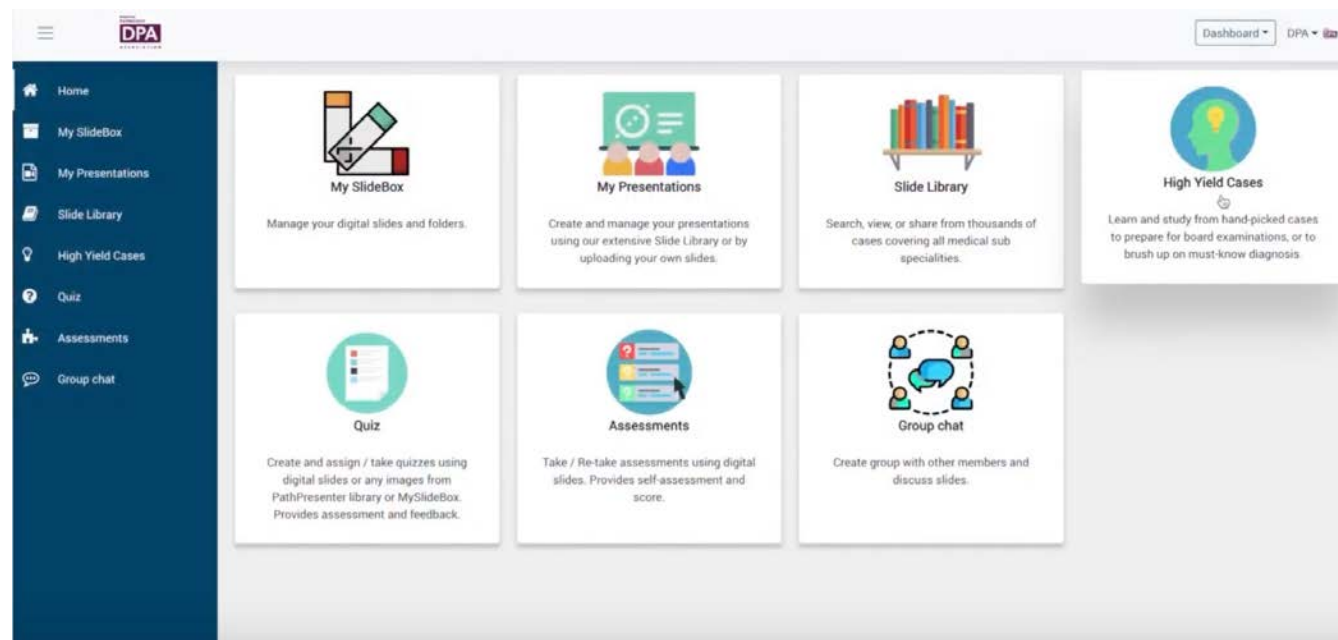 DPA
ASSOCIATION
Dashboard
DPA
Home
My SlideBox
My Presentations
Slide Library
High Yield Cases
Quiz
Assessments
Group chat
My SlideBox
Manage your digital slides and folders.
My Presentations
Create and manage your presentations
using our extensive Slide Library or by
uploading your own slides.
Slide Library
Search, view, or share from thousands of
cases covering all medical sub
specialities.
High Yield Cases
Learn and study from hand-picked cases
to prepare for board examinations, or to
brush up on must-know diagnosis
Quiz
Create and assign / take quizzes using
digital slides or any images from
PathPresenter library or MySlideBox.
Provides assessment and feedback.
Assessments
Take / Re-take assessments using digital
slides. Provides self-assessment and
score.
Group chat
Create group with other members and
discuss slides.